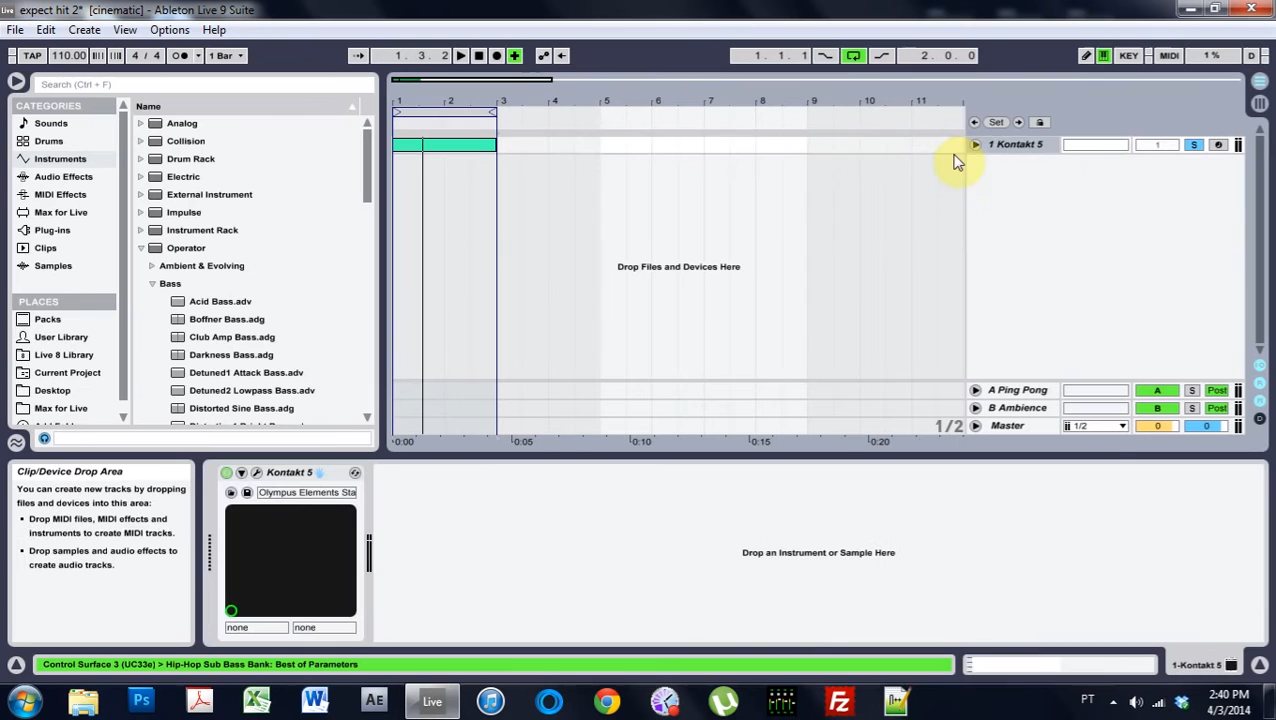 expect hit 2* [cinematic] - Ableton Live 9 Suite
File Edit Create View Options Help
TAP 110.00 4 / 4 1 Bar 1. 3. 2 1. 1. 1 2. 0. 0 KEY MIDI 1 % D
Search (Ctrl + F)
CATEGORIES
Sounds
Drums
Instruments
Audio Effects
MIDI Effects
Max for Live
Plug-ins
Clips
Samples
PLACES
Packs
User Library
Live 8 Library
Current Project
Desktop
Max for Live
Name
Analog
Collision
Drum Rack
Electric
External Instrument
Impulse
Instrument Rack
Operator
Ambient & Evolving
Bass
Acid Bass.adv
Boffner Bass.adg
Club Amp Bass.adg
Darkness Bass.adg
Detuned1 Attack Bass.adv
Detuned2 Lowpass Bass.adv
Distorted Sine Bass.adg
1 2 3 4 5 6 7 8 9 10 11
Set
1 Kontakt 5 1 S
Drop Files and Devices Here
A Ping Pong A S Post
B Ambience B S Post
1/2 Master 1/2 0 0
0:00 0:05 0:10 0:15 0:20
Clip/Device Drop Area
You can create new tracks by dropping
files and devices into this area:
Drop MIDI files, MIDI effects and
instruments to create MIDI tracks.
Drop samples and audio effects to
create audio tracks.
Kontakt 5
Olympus Elements Sta
none none
Drop an Instrument or Sample Here
Control Surface 3 (UC33e) > Hip-Hop Sub Bass Bank: Best of Parameters
1-Kontakt 5
Ps W Ae Live Fz PT 2:40 PM
4/3/2014